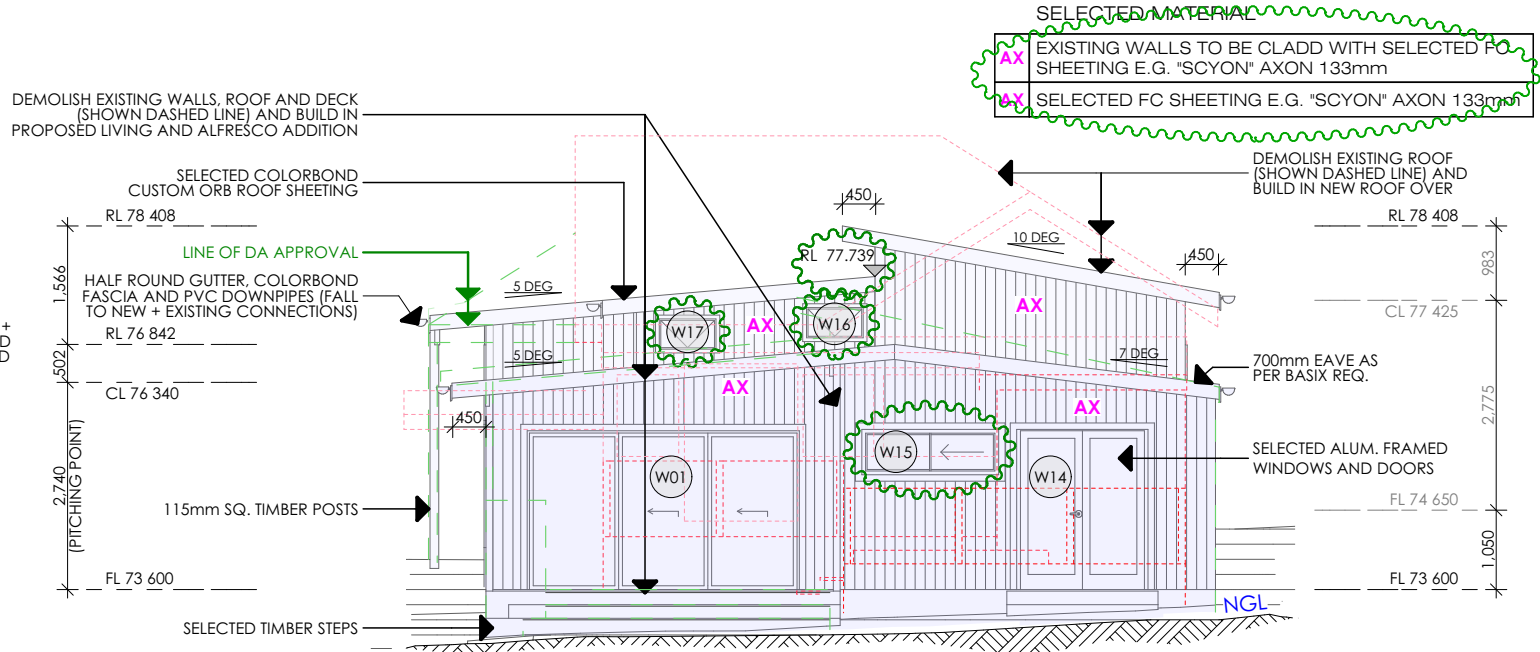 SELECTED MATERIAL
AX EXISTING WALLS TO BE CLADD WITH SELECTED FC
SHEETING E.G. "SCYON" AXON 133mm
AX SELECTED FC SHEETING E.G. "SCYON" AXON 133mm
DEMOLISH EXISTING WALLS, ROOF AND DECK
(SHOWN DASHED LINE) AND BUILD IN
PROPOSED LIVING AND ALFRESCO ADDITION
SELECTED COLORBOND
CUSTOM ORB ROOF SHEETING
RL 78 408
LINE OF DA APPROVAL
HALF ROUND GUTTER, COLORBOND
FASCIA AND PVC DOWNPIPES (FALL
TO NEW + EXISTING CONNECTIONS)
RL 76 842
CL 76 340
115mm SQ. TIMBER POSTS
FL 73 600
SELECTED TIMBER STEPS
1,566
502
2,740
(PITCHING POINT)
D +
D
450
5 DEG
5 DEG
450
RL 77.739
10 DEG
450
7 DEG
W17
AX
W16
AX
AX
AX
W01
W15
W14
DEMOLISH EXISTING ROOF
(SHOWN DASHED LINE) AND
BUILD IN NEW ROOF OVER
RL 78 408
CL 77 425
700mm EAVE AS
PER BASIX REQ.
SELECTED ALUM. FRAMED
WINDOWS AND DOORS
FL 74 650
FL 73 600
NGL
983
2,775
1,050